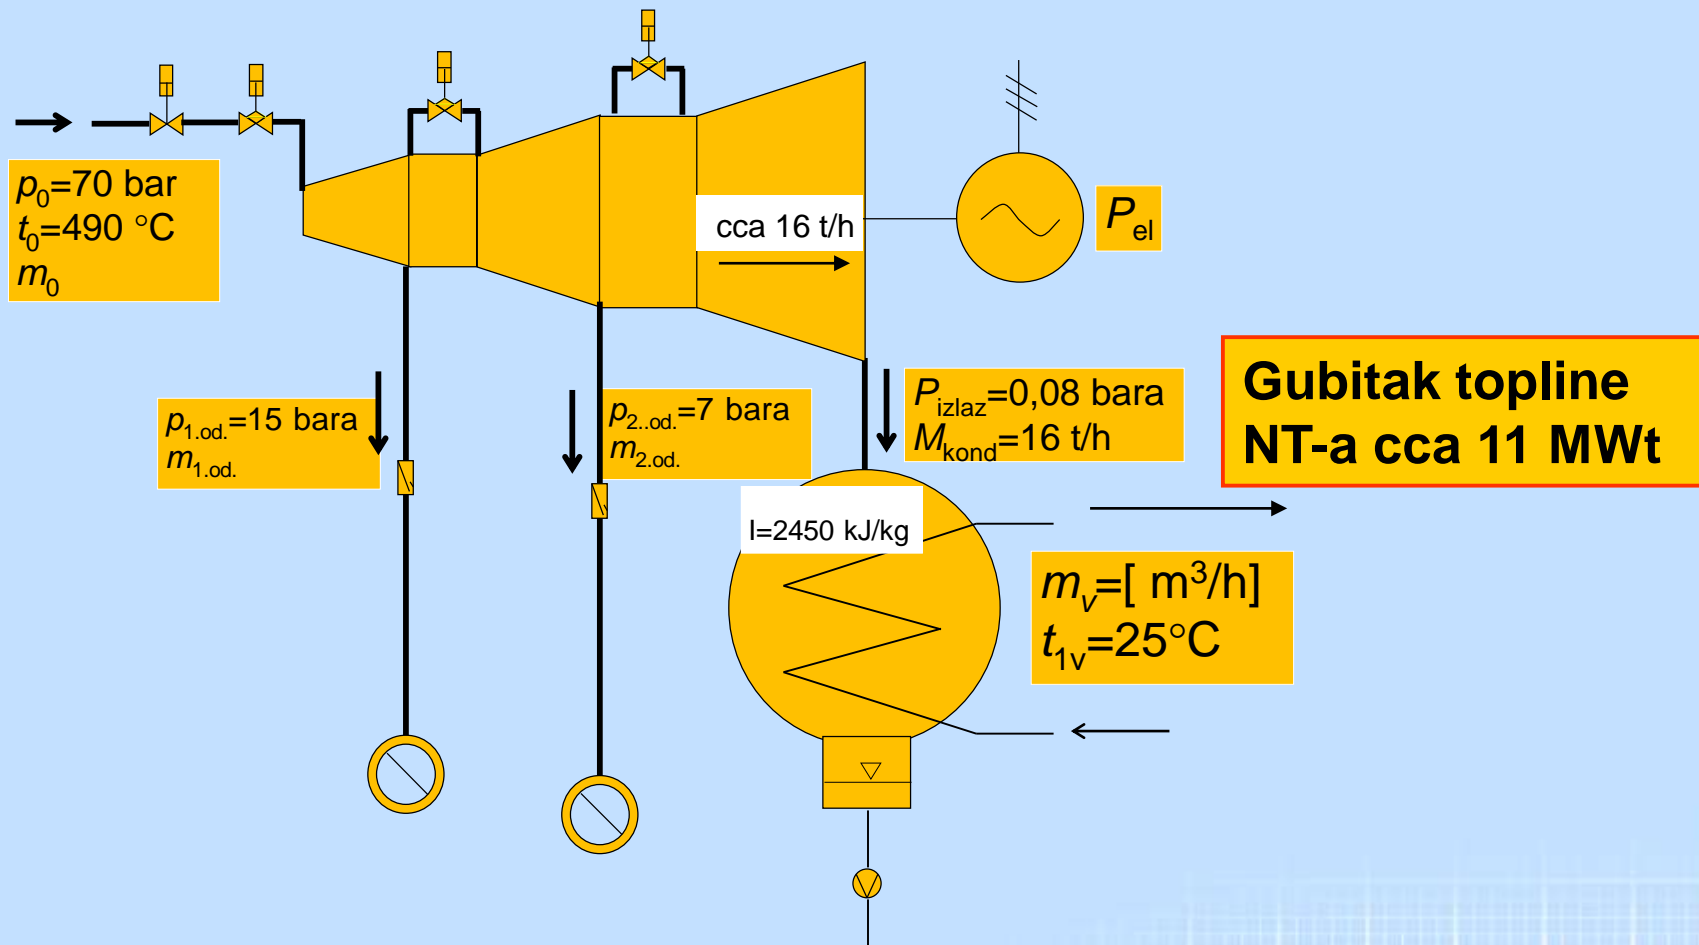 p₀=70 bar
t₀=490 °C
m₀
cca 16 t/h
Pel
p1.od.=15 bara
m1.od.
p2..od.=7 bara
m2.od.
Pizlaz=0,08 bara
Mkond=16 t/h
Gubitak topline
NT-a cca 11 MWt
I=2450 kJ/kg
mv=[ m³/h]
t1v=25°C